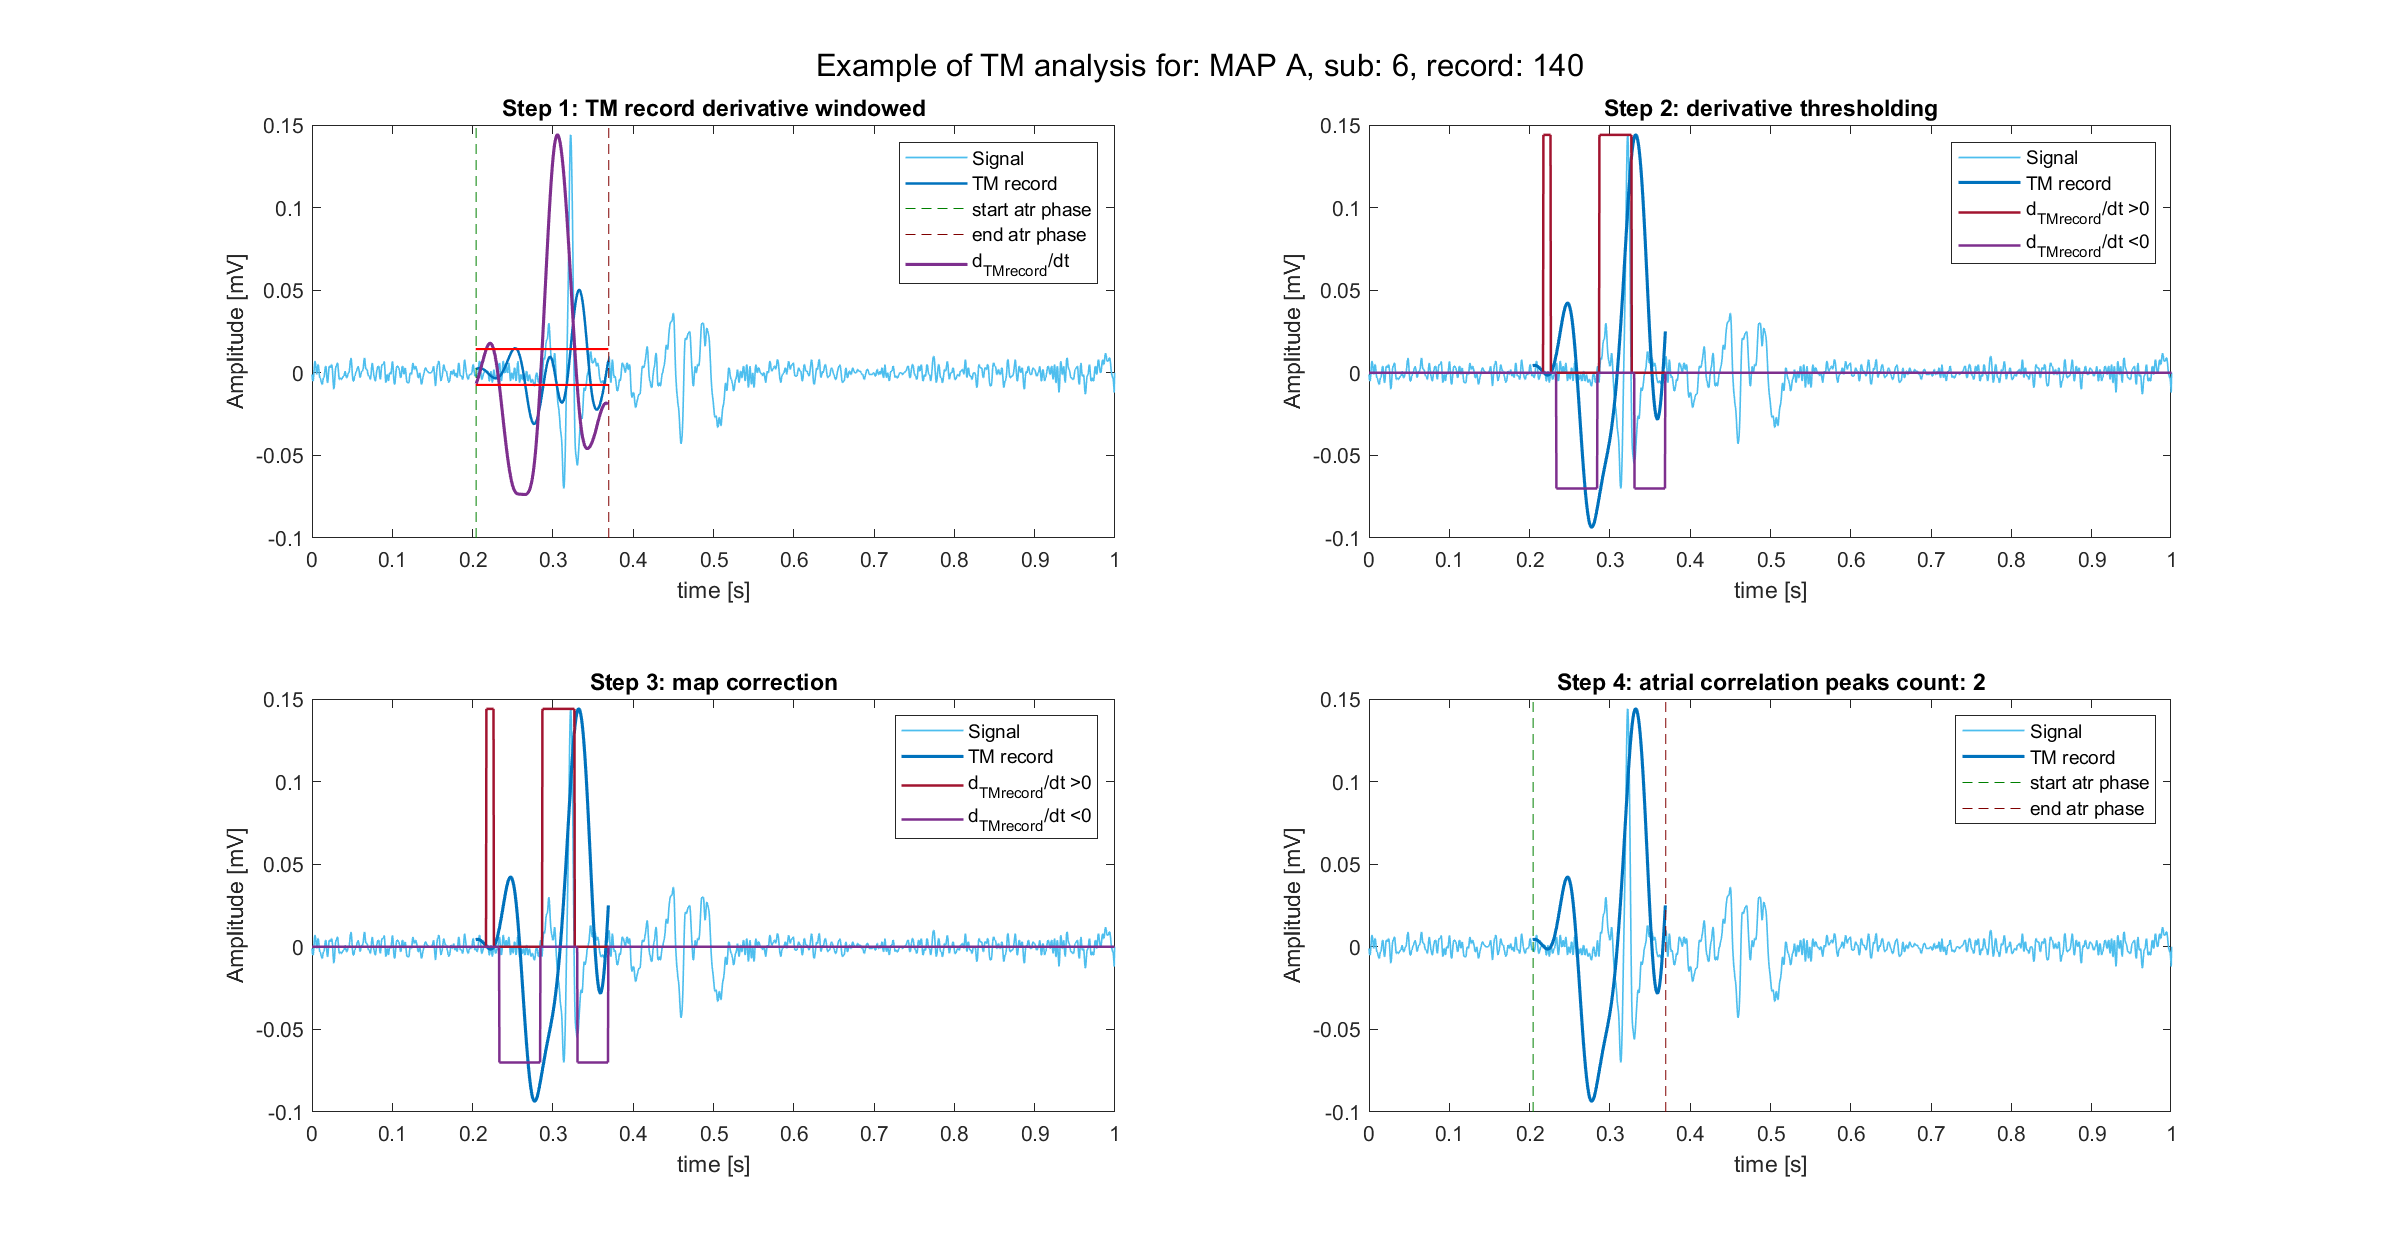 Example of TM analysis for: MAP A, sub: 6, record: 140
Step 1: TM record derivative windowed
0.15
0.1
0.05
0
-0.05
-0.1
Amplitude [mV]
0 0.1 0.2 0.3 0.4 0.5 0.6 0.7 0.8 0.9 1
time [s]
Signal
TM record
start atr phase
end atr phase
dTMrecord/dt
Step 2: derivative thresholding
0.15
0.1
0.05
0
-0.05
-0.1
Amplitude [mV]
0 0.1 0.2 0.3 0.4 0.5 0.6 0.7 0.8 0.9 1
time [s]
Signal
TM record
dTMrecord/dt >0
dTMrecord/dt <0
Step 3: map correction
0.15
0.1
0.05
0
-0.05
-0.1
Amplitude [mV]
0 0.1 0.2 0.3 0.4 0.5 0.6 0.7 0.8 0.9 1
time [s]
Signal
TM record
dTMrecord/dt >0
dTMrecord/dt <0
Step 4: atrial correlation peaks count: 2
0.15
0.1
0.05
0
-0.05
-0.1
Amplitude [mV]
0 0.1 0.2 0.3 0.4 0.5 0.6 0.7 0.8 0.9 1
time [s]
Signal
TM record
start atr phase
end atr phase